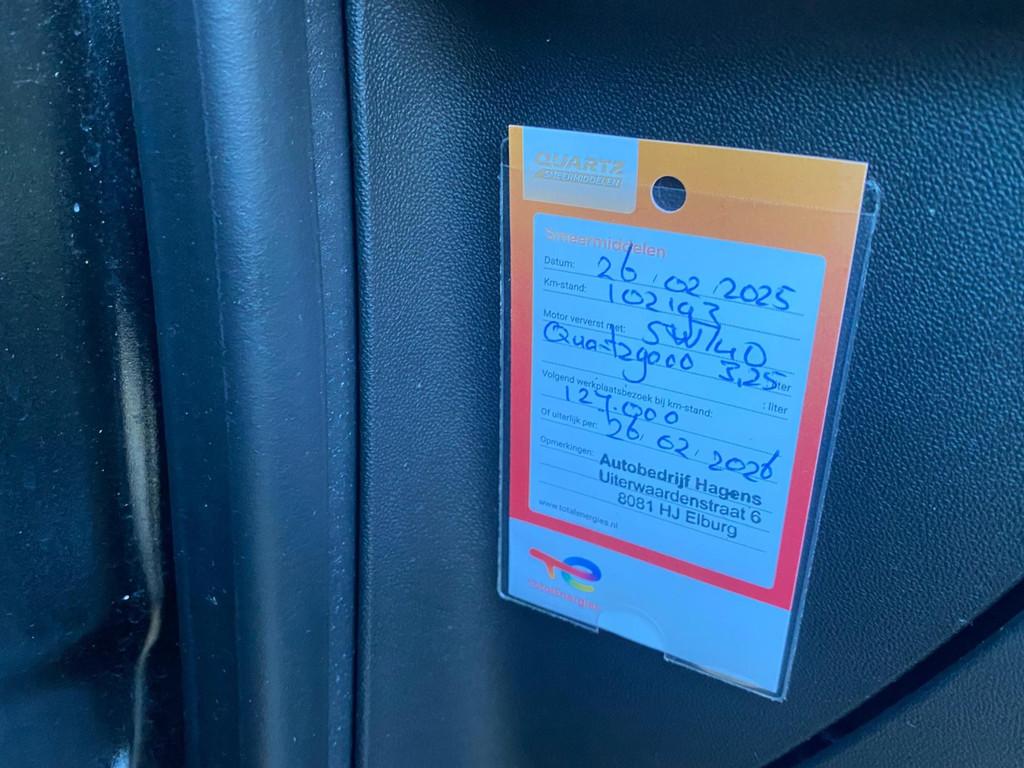 QUARTZ
SMEERMIDDELEN
Smeermiddelen
Datum: 26.02.2025
Km-stand: 102193
Motor ververst met: 5W40
Quartz9000 3,25 liter
: liter
Volgend werkplaatsbezoek bij km-stand:
127.000
Of uiterlijk per: 26.02.2026
Opmerkingen: Autobedrijf Hagens
Uiterwaardenstraat 6
8081 HJ Elburg
www.totalenergies.nl
TotalEnergies